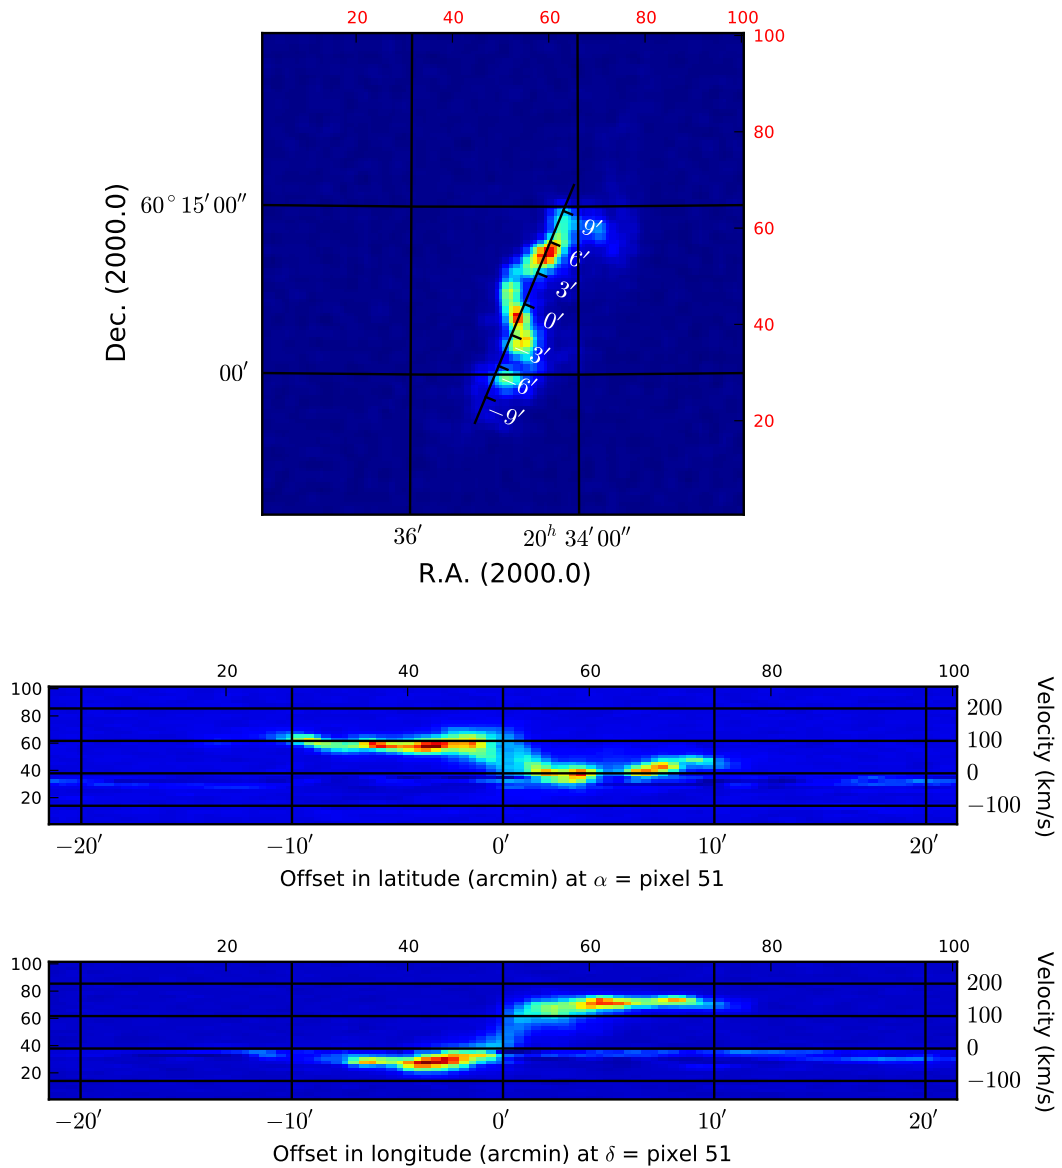 20 40 60 80 100
100
80
60
40
20
60° 15′ 00″
00′
Dec. (2000.0)
9′
6′
3′
0′
−3′
−6′
−9′
36′ 20ʰ 34′ 00″
R.A. (2000.0)
20 40 60 80 100
100
80
60
40
20
200
100
0
−100
Velocity (km/s)
−20′ −10′ 0′ 10′ 20′
Offset in latitude (arcmin) at α = pixel 51
20 40 60 80 100
100
80
60
40
20
200
100
0
−100
Velocity (km/s)
−20′ −10′ 0′ 10′ 20′
Offset in longitude (arcmin) at δ = pixel 51